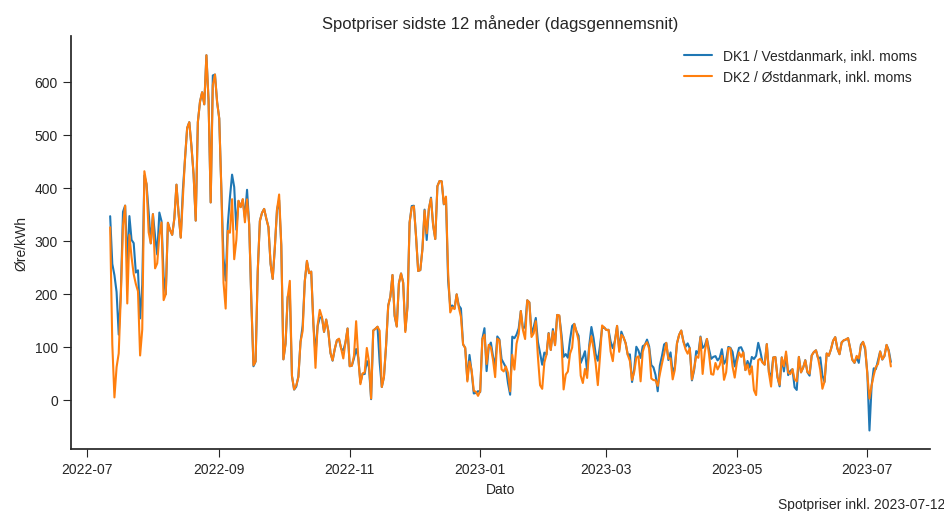 Spotpriser sidste 12 måneder (dagsgennemsnit)
DK1 / Vestdanmark, inkl. moms
DK2 / Østdanmark, inkl. moms
Øre/kWh
600
500
400
300
200
100
0
2022-07 2022-09 2022-11 2023-01 2023-03 2023-05 2023-07
Dato
Spotpriser inkl. 2023-07-12